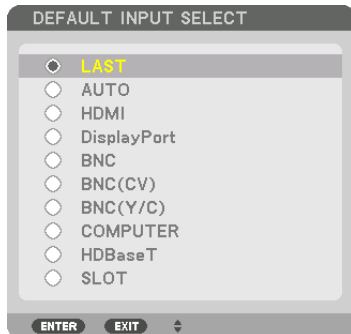 DEFAULT INPUT SELECT
LAST
AUTO
HDMI
DisplayPort
BNC
BNC(CV)
BNC(Y/C)
COMPUTER
HDBaseT
SLOT
ENTER EXIT